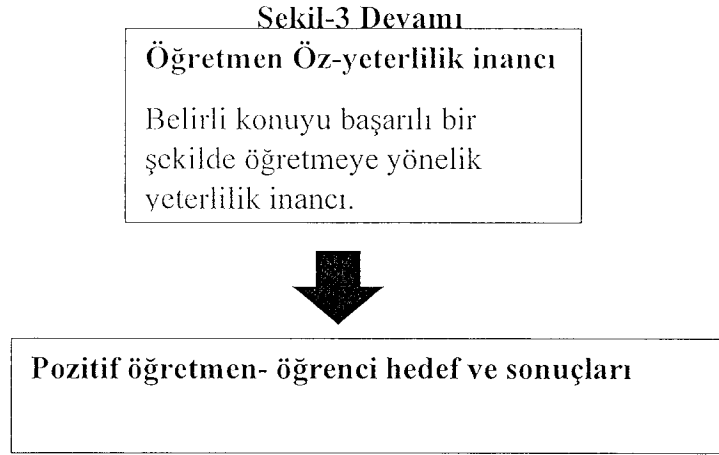 Şekil-3 Devamı
Öğretmen Öz-yeterlilik inancı
Belirli konuyu başarılı bir
şekilde öğretmeye yönelik
yeterlilik inancı.
Pozitif öğretmen- öğrenci hedef ve sonuçları